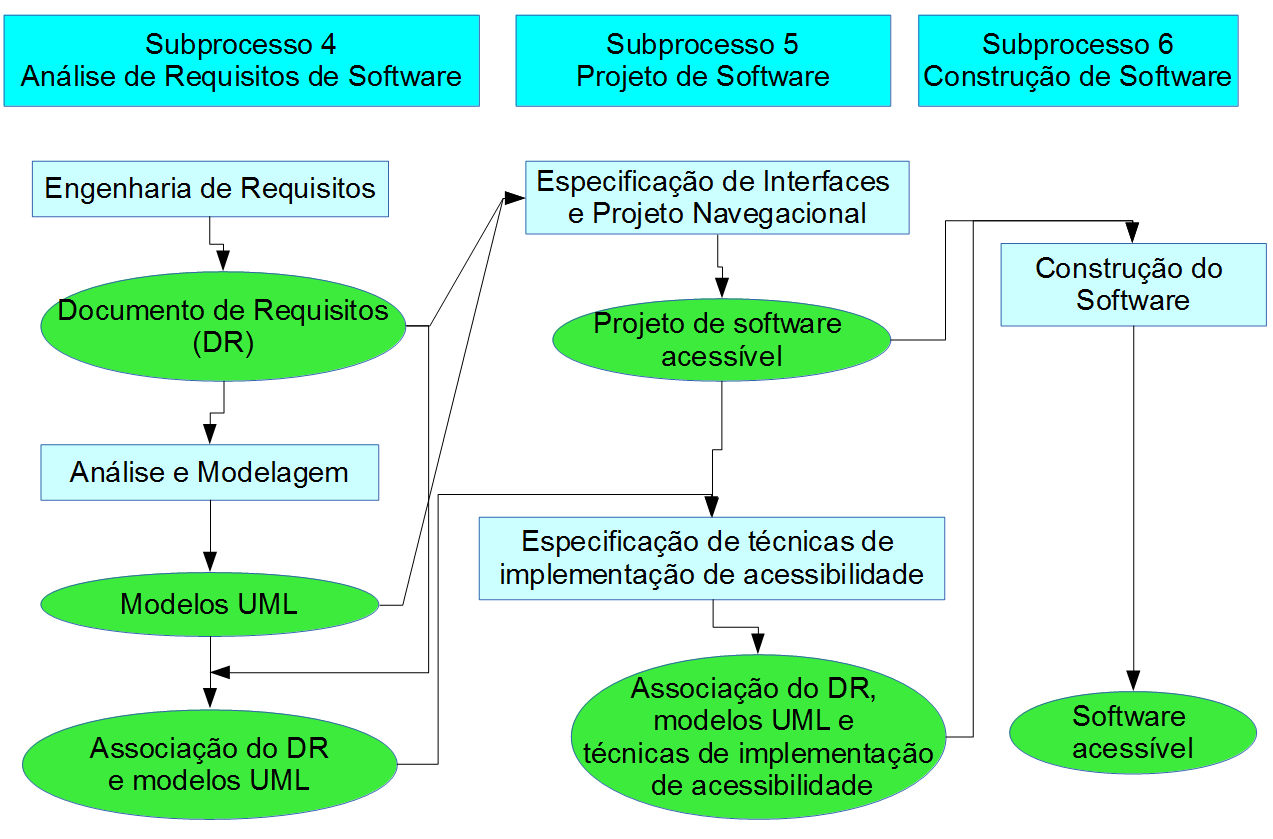 Subprocesso 4
Análise de Requisitos de Software
Subprocesso 5
Projeto de Software
Subprocesso 6
Construção de Software
Engenharia de Requisitos
Documento de Requisitos
(DR)
Análise e Modelagem
Modelos UML
Associação do DR
e modelos UML
Especificação de Interfaces
e Projeto Navegacional
Projeto de software
acessível
Especificação de técnicas de
implementação de acessibilidade
Associação do DR,
modelos UML e
técnicas de implementação
de acessibilidade
Construção do
Software
Software
acessível